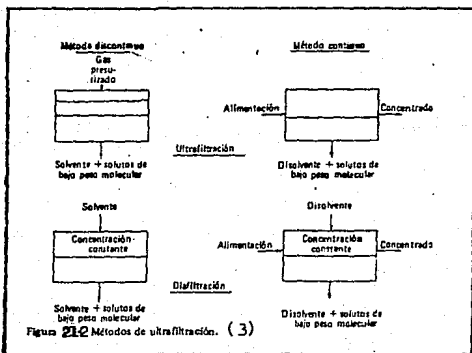 Método discontinuo
Gas
presu-
rizado
Solvente + solutos de
bajo peso molecular
Método continuo
Alimentación
Concentrado
Disolvente + solutos de
bajo peso molecular
Ultrafiltración
Solvente
Concentración
constante
Solvente + solutos de
bajo peso molecular
Disolvente
Alimentación
Concentración
constante
Concentrado
Disolvente + solutos de
bajo peso molecular
Diafiltración
Figura 21-2 Métodos de ultrafiltración. (3)